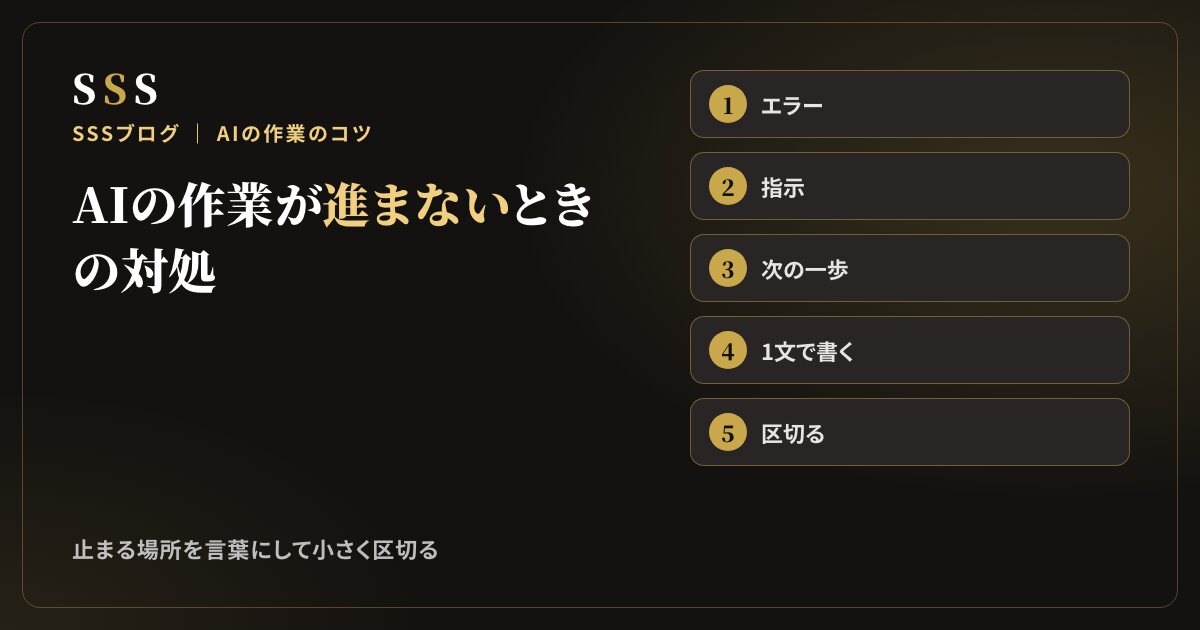 SSS
SSSブログ ｜ AIの作業のコツ
AIの作業が進まないとき
の対処
1 エラー
2 指示
3 次の一歩
4 1文で書く
5 区切る
止まる場所を言葉にして小さく区切る